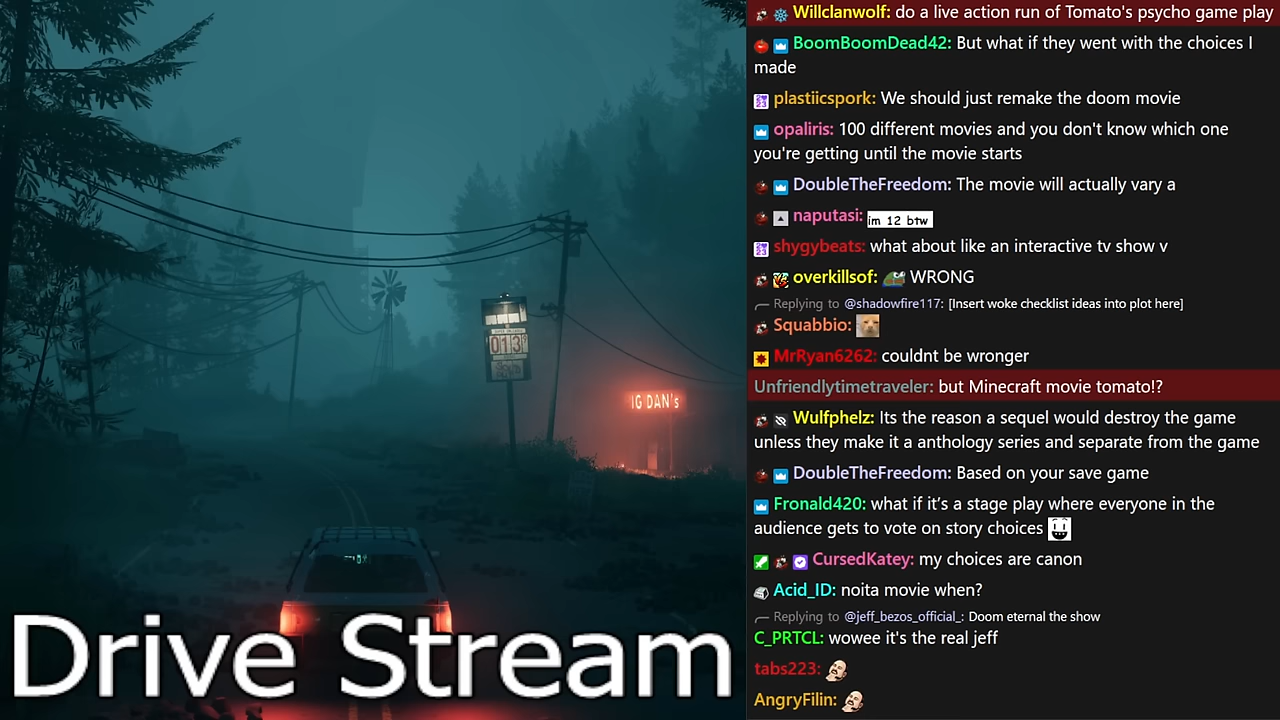 013
IG DAN's
Drive Stream
Willclanwolf: do a live action run of Tomato's psycho game play
BoomBoomDead42: But what if they went with the choices I
made
plastiicspork: We should just remake the doom movie
opaliris: 100 different movies and you don't know which one
you're getting until the movie starts
DoubleTheFreedom: The movie will actually vary a
naputasi: im 12 btw
shygybeats: what about like an interactive tv show v
overkillsof: WRONG
Replying to @shadowfire117: [Insert woke checklist ideas into plot here]
Squabbio:
MrRyan6262: couldnt be wronger
Unfriendlytimetraveler: but Minecraft movie tomato!?
Wulfphelz: Its the reason a sequel would destroy the game
unless they make it a anthology series and separate from the game
DoubleTheFreedom: Based on your save game
Fronald420: what if it's a stage play where everyone in the
audience gets to vote on story choices
CursedKatey: my choices are canon
Acid_ID: noita movie when?
Replying to @jeff_bezos_official_: Doom eternal the show
C_PRTCL: wowee it's the real jeff
tabs223:
AngryFilin: